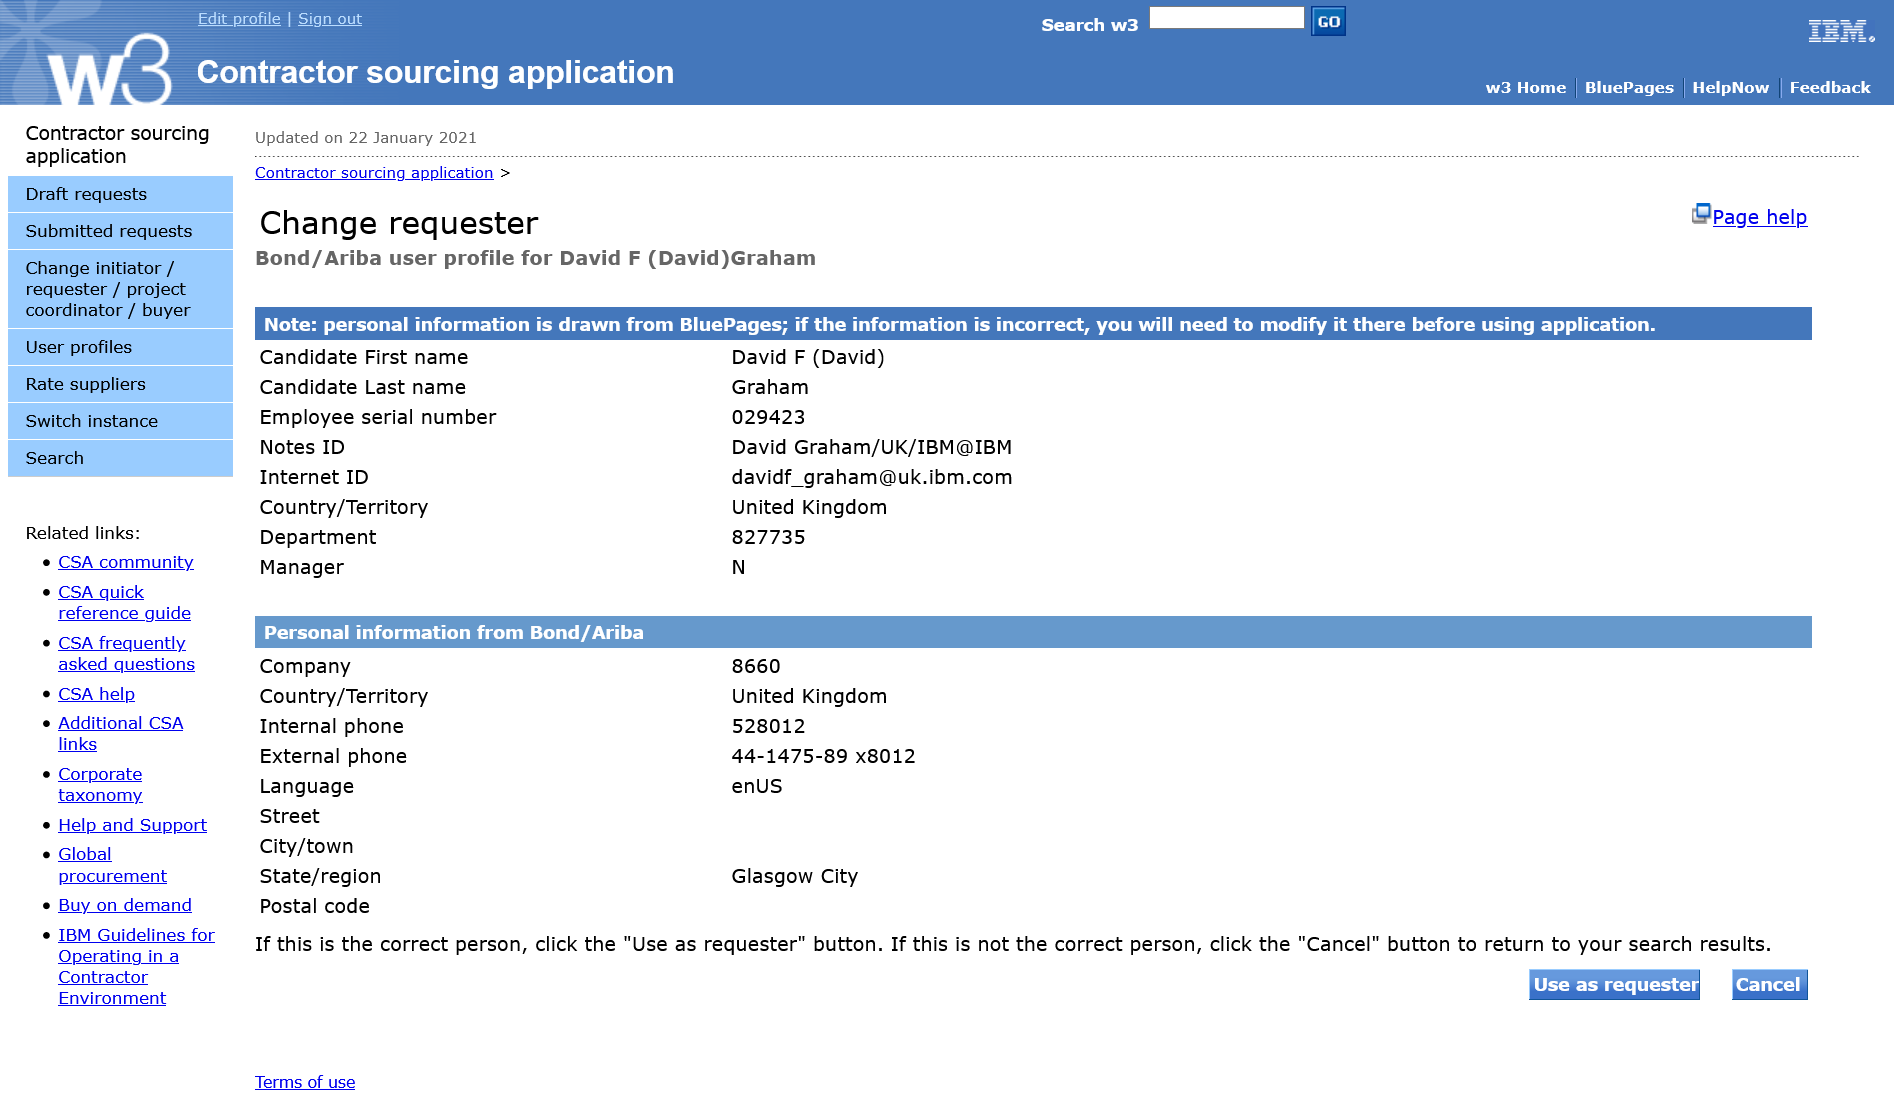 Edit profile | Sign out
Search w3
GO
IBM.
w3
Contractor sourcing application
w3 Home
BluePages
HelpNow
Feedback
Contractor sourcing
application
Draft requests
Submitted requests
Change initiator /
requester / project
coordinator / buyer
User profiles
Rate suppliers
Switch instance
Search
Related links:
• CSA community
• CSA quick
reference guide
• CSA frequently
asked questions
• CSA help
• Additional CSA
links
• Corporate
taxonomy
• Help and Support
• Global
procurement
• Buy on demand
• IBM Guidelines for
Operating in a
Contractor
Environment
Updated on 22 January 2021
Contractor sourcing application >
Change requester
Page help
Bond/Ariba user profile for David F (David)Graham
Note: personal information is drawn from BluePages; if the information is incorrect, you will need to modify it there before using application.
Candidate First name David F (David)
Candidate Last name Graham
Employee serial number 029423
Notes ID David Graham/UK/IBM@IBM
Internet ID davidf_graham@uk.ibm.com
Country/Territory United Kingdom
Department 827735
Manager N
Personal information from Bond/Ariba
Company 8660
Country/Territory United Kingdom
Internal phone 528012
External phone 44-1475-89 x8012
Language enUS
Street
City/town
State/region Glasgow City
Postal code
If this is the correct person, click the "Use as requester" button. If this is not the correct person, click the "Cancel" button to return to your search results.
Use as requester
Cancel
Terms of use